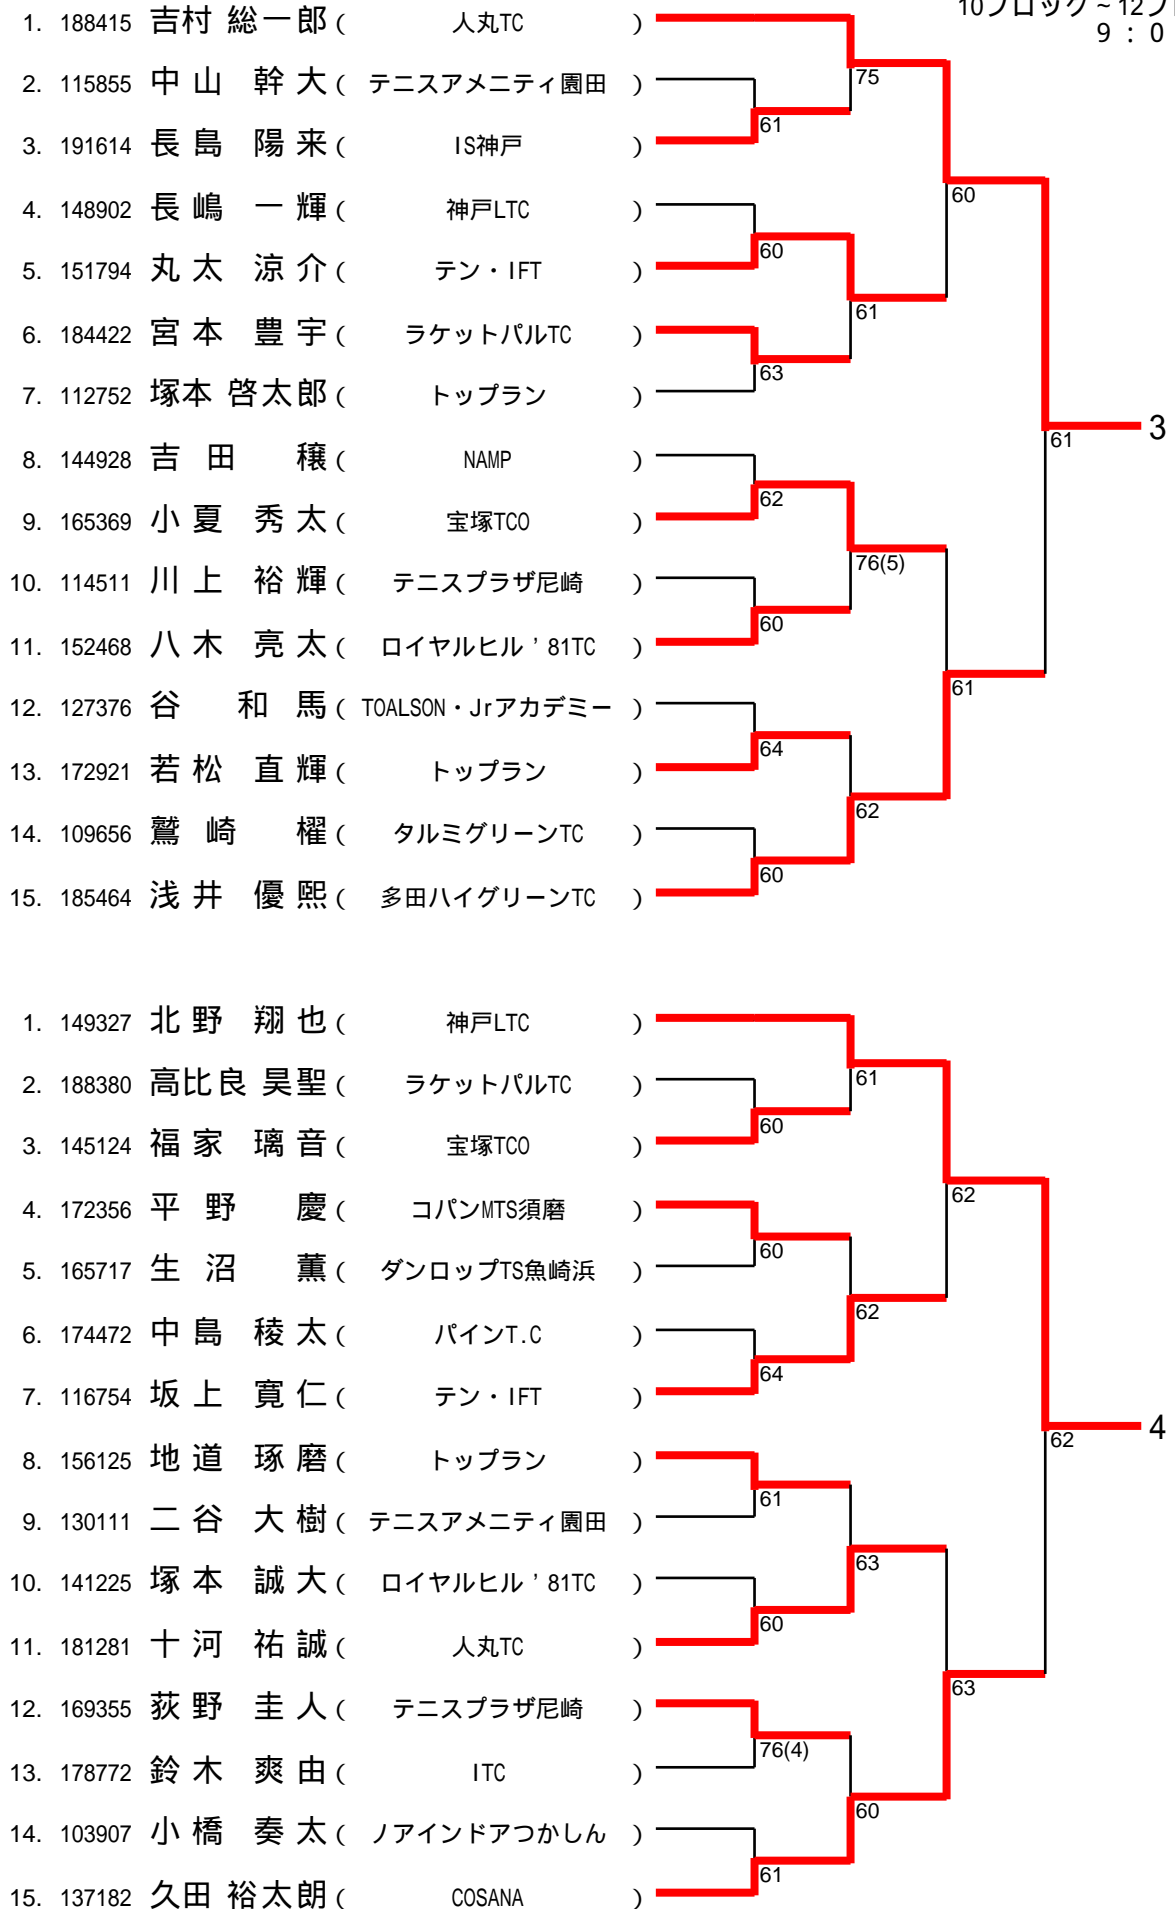 10ブロック～12ブ
9：0
1. 188415 吉村 総一郎 ( 人丸TC )
75
2. 115855 中山 幹大 ( テニスアメニティ園田 )
61
3. 191614 長島 陽来 ( IS神戸 )
60
4. 148902 長嶋 一輝 ( 神戸LTC )
60
5. 151794 丸太 涼介 ( テン・IFT )
61
6. 184422 宮本 豊宇 ( ラケットパルTC )
63
7. 112752 塚本 啓太郎 ( トップラン )
61 3
8. 144928 吉田 穣 ( NAMP )
62
9. 165369 小夏 秀太 ( 宝塚TCO )
76(5)
10. 114511 川上 裕輝 ( テニスプラザ尼崎 )
60
11. 152468 八木 亮太 ( ロイヤルヒル'81TC )
61
12. 127376 谷 和馬 ( TOALSON・Jrアカデミー )
64
13. 172921 若松 直輝 ( トップラン )
62
14. 109656 鷲崎 櫂 ( タルミグリーンTC )
60
15. 185464 浅井 優熙 ( 多田ハイグリーンTC )
1. 149327 北野 翔也 ( 神戸LTC )
61
2. 188380 高比良 昊聖 ( ラケットパルTC )
60
3. 145124 福家 璃音 ( 宝塚TCO )
62
4. 172356 平野 慶 ( コパンMTS須磨 )
60
5. 165717 生沼 薫 ( ダンロップTS魚崎浜 )
62
6. 174472 中島 稜太 ( パインT.C )
64
7. 116754 坂上 寛仁 ( テン・IFT )
62 4
8. 156125 地道 琢磨 ( トップラン )
61
9. 130111 二谷 大樹 ( テニスアメニティ園田 )
63
10. 141225 塚本 誠大 ( ロイヤルヒル'81TC )
60
11. 181281 十河 祐誠 ( 人丸TC )
63
12. 169355 荻野 圭人 ( テニスプラザ尼崎 )
76(4)
13. 178772 鈴木 爽由 ( ITC )
60
14. 103907 小橋 奏太 ( ノアインドアつかしん )
61
15. 137182 久田 裕太朗 ( COSANA )